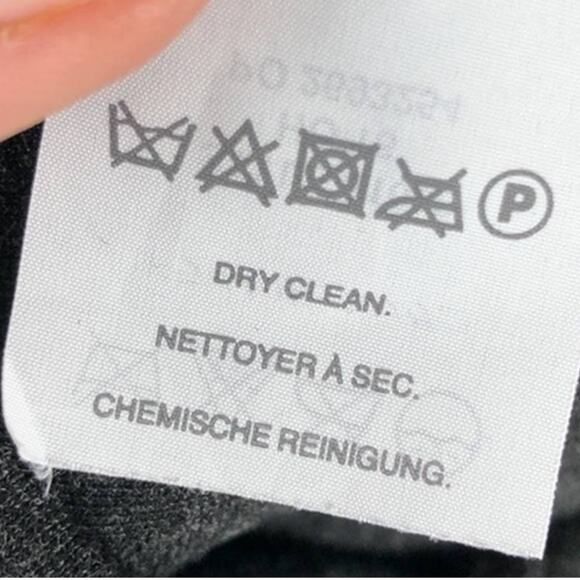 P
DRY CLEAN.
NETTOYER À SEC.
CHEMISCHE REINIGUNG.